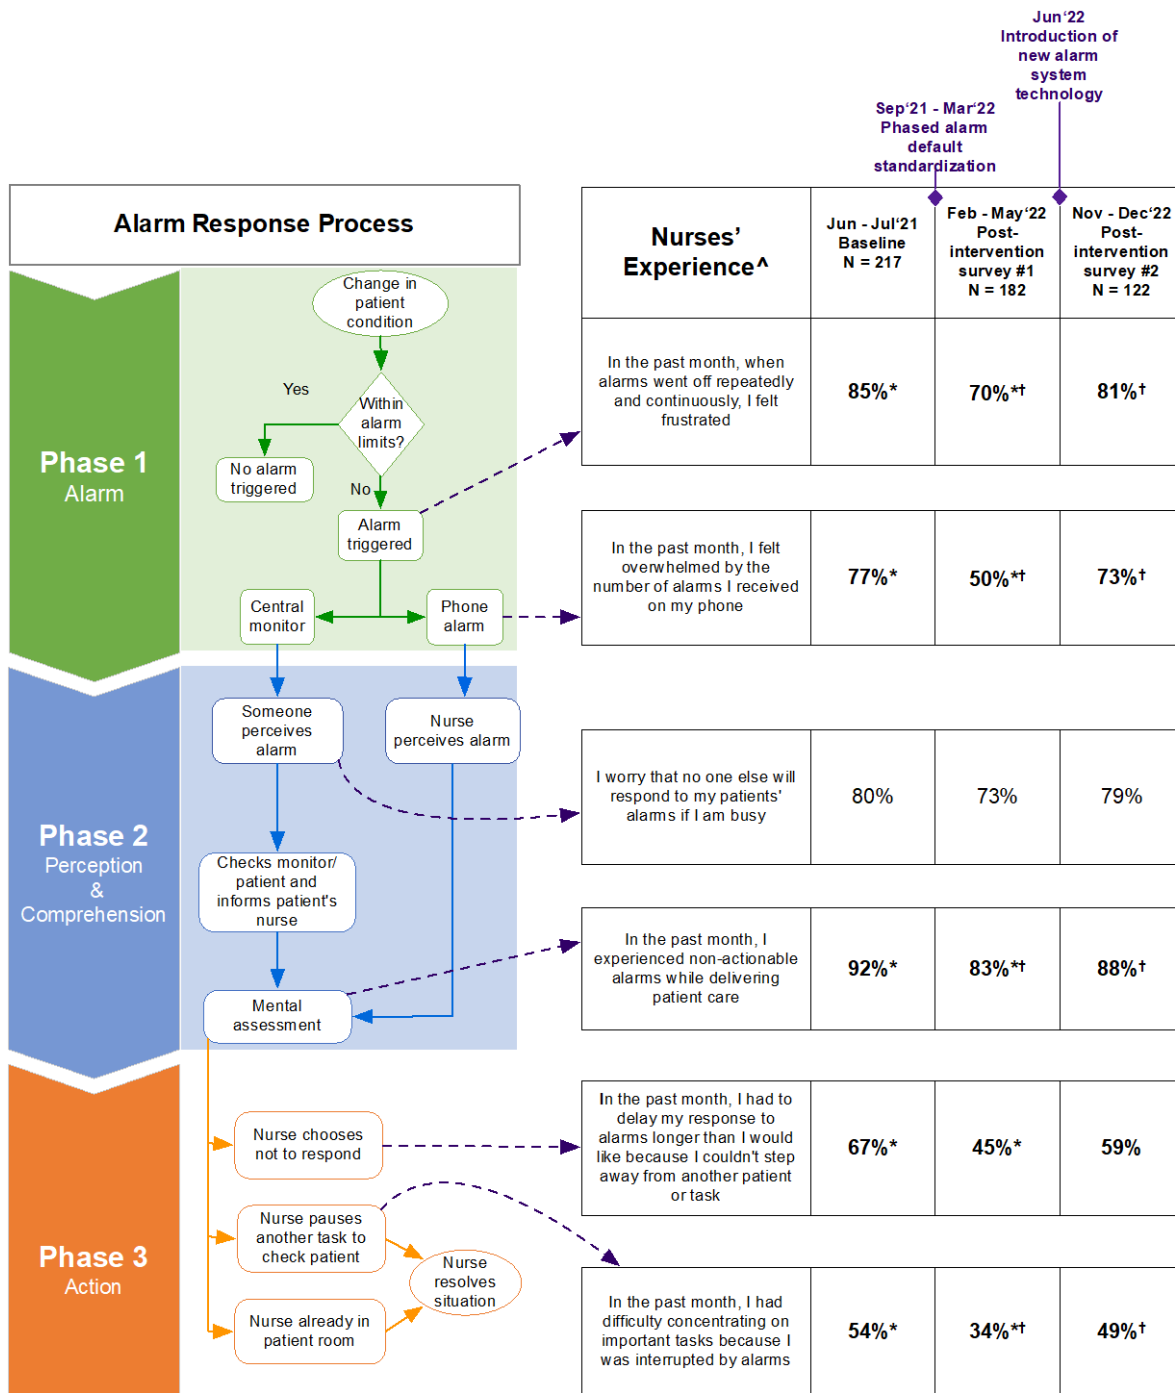 Jun‘22
Introduction of
new alarm
system
technology
Sep‘21 - Mar‘22
Phased alarm
default
standardization
Alarm Response Process
Nurses’
Experience^
Jun - Jul‘21
Baseline
N = 217
Feb - May‘22
Post-
intervention
survey #1
N = 182
Nov - Dec‘22
Post-
intervention
survey #2
N = 122
Phase 1
Alarm
Change in
patient
condition
Yes
Within
alarm
limits?
No alarm
triggered
No
Alarm
triggered
Central
monitor
Phone
alarm
In the past month, when
alarms went off repeatedly
and continuously, I felt
frustrated
85%*
70%*†
81%†
In the past month, I felt
overwhelmed by the
number of alarms I received
on my phone
77%*
50%*†
73%†
Phase 2
Perception
&
Comprehension
Someone
perceives
alarm
Nurse
perceives alarm
Checks monitor/
patient and
informs patient's
nurse
Mental
assessment
I worry that no one else will
respond to my patients'
alarms if I am busy
80%
73%
79%
In the past month, I
experienced non-actionable
alarms while delivering
patient care
92%*
83%*†
88%†
Phase 3
Action
Nurse chooses
not to respond
Nurse pauses
another task to
check patient
Nurse already in
patient room
Nurse
resolves
situation
In the past month, I had to
delay my response to
alarms longer than I would
like because I couldn't step
away from another patient
or task
67%*
45%*
59%
In the past month, I had
difficulty concentrating on
important tasks because I
was interrupted by alarms
54%*
34%*†
49%†